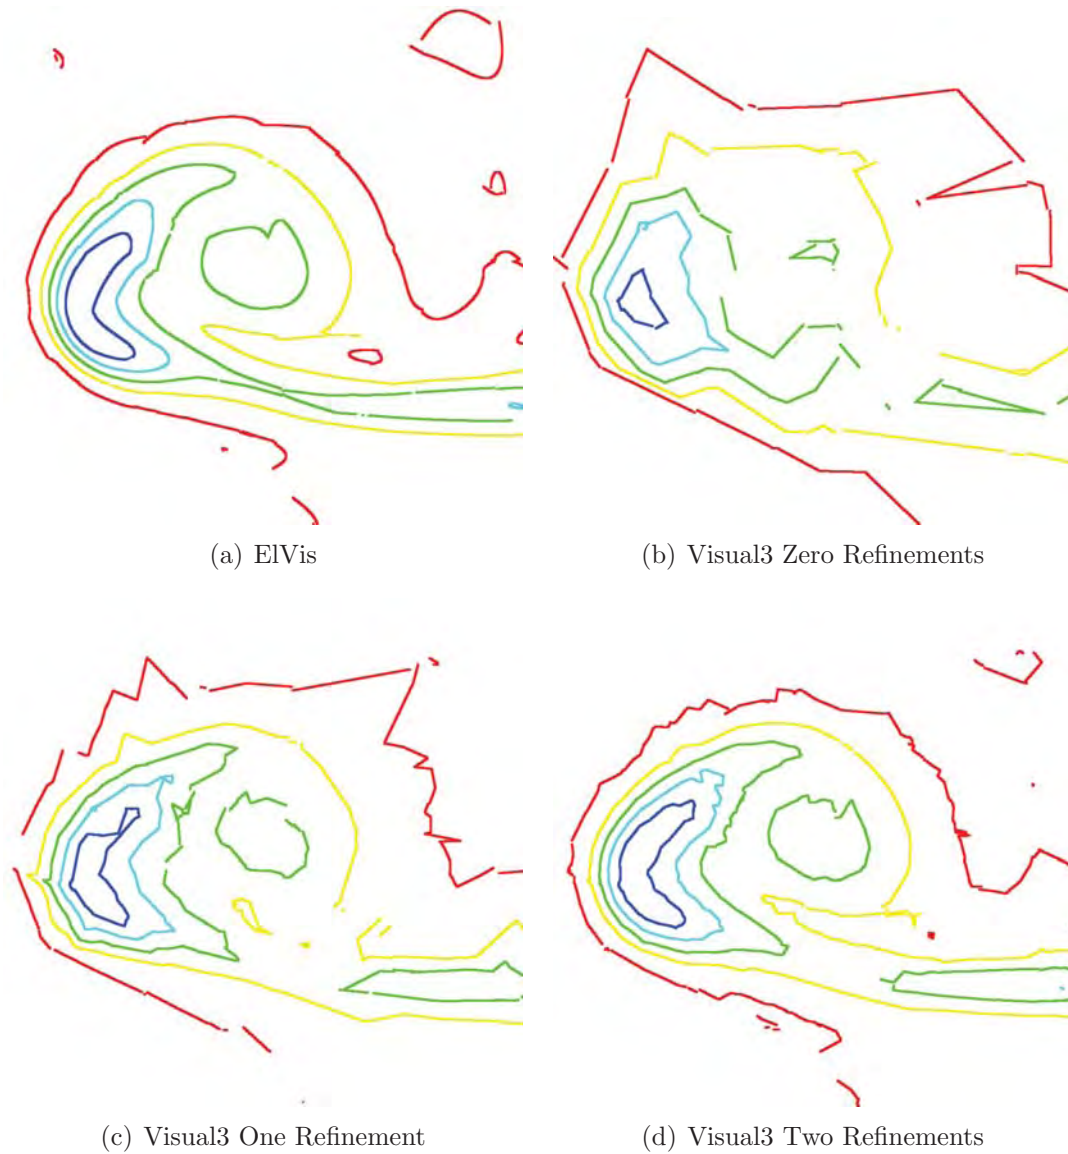 (a) ElVis
(b) Visual3 Zero Refinements
(c) Visual3 One Refinement
(d) Visual3 Two Refinements